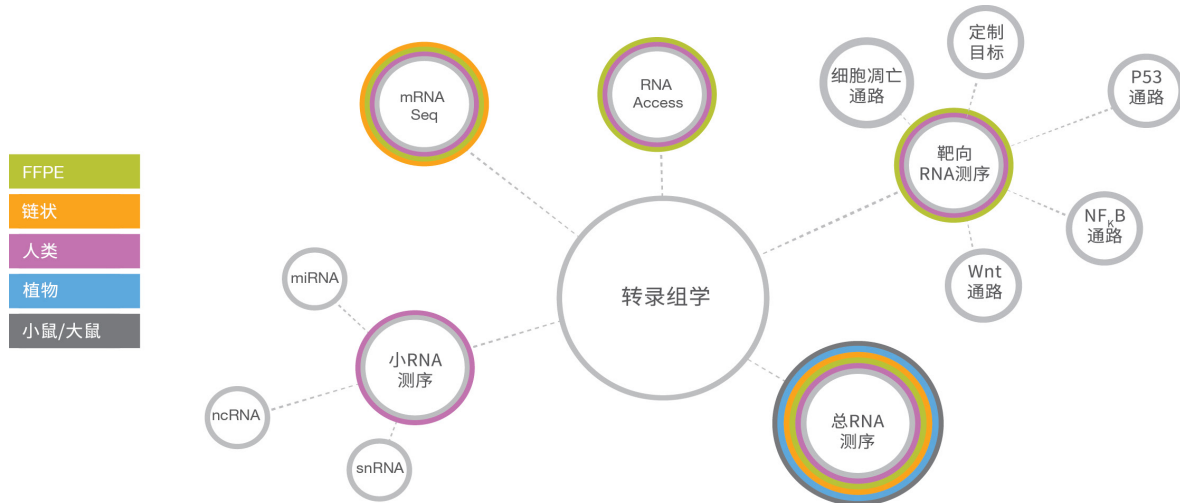 FFPE
链状
人类
植物
小鼠/大鼠
mRNA
Seq
RNA
Access
细胞凋亡
通路
定制
目标
P53
通路
靶向
RNA测序
NFκB
通路
Wnt
通路
转录组学
miRNA
小RNA
测序
ncRNA
snRNA
总RNA
测序